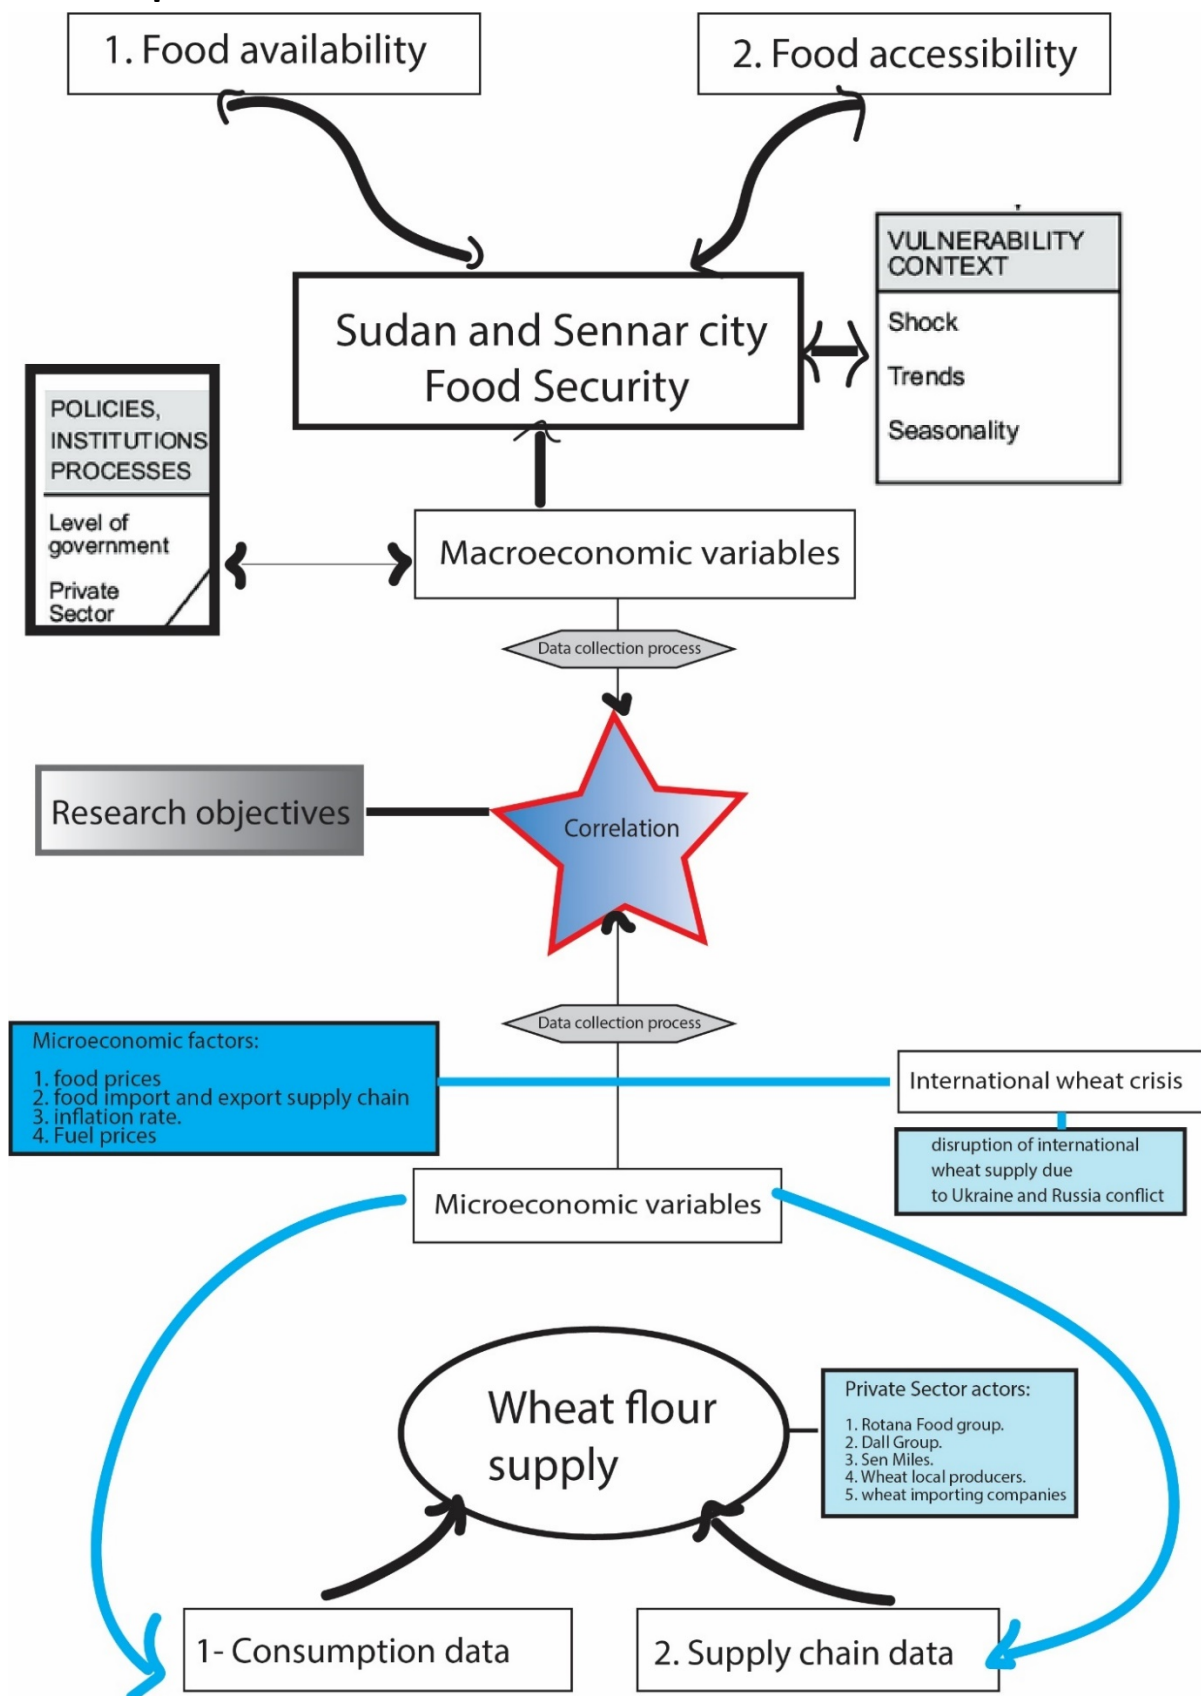 1. Food availability
2. Food accessibility
VULNERABILITY
CONTEXT
Shock
Trends
Seasonality
Sudan and Sennar city
Food Security
POLICIES,
INSTITUTIONS
PROCESSES
Level of
government
Private
Sector
Macroeconomic variables
Data collection process
Research objectives
Correlation
Data collection process
Microeconomic factors:
1. food prices
2. food import and export supply chain
3. inflation rate.
4. Fuel prices
International wheat crisis
disruption of international
wheat supply due
to Ukraine and Russia conflict
Microeconomic variables
Wheat flour
supply
Private Sector actors:
1. Rotana Food group.
2. Dall Group.
3. Sen Miles.
4. Wheat local producers.
5. wheat importing companies
1- Consumption data
2. Supply chain data